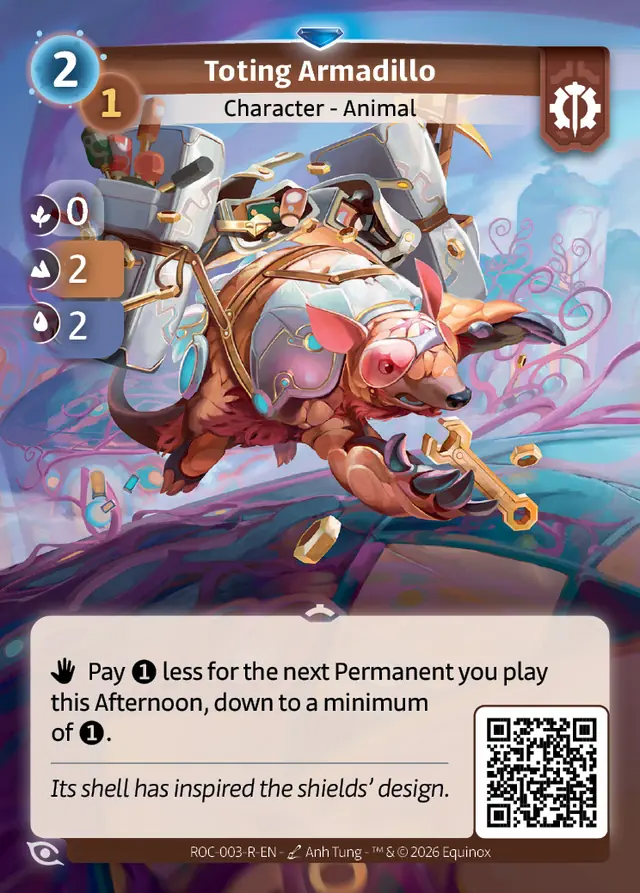 2
Toting Armadillo
1
Character - Animal
0
2
2
Pay 1 less for the next Permanent you play
this Afternoon, down to a minimum
of 1.
Its shell has inspired the shields’ design.
ROC-003-R-EN - Anh Tung - ™ & © 2026 Equinox